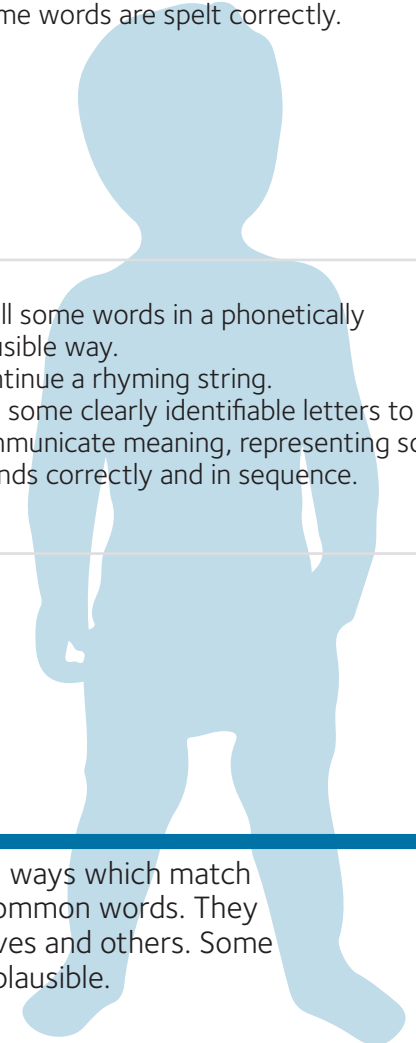 me words are spelt correctly.
ll some words in a phonetically
usible way.
ntinue a rhyming string.
some clearly identifiable letters to
mmunicate meaning, representing so
nds correctly and in sequence.
ways which match
ommon words. They
ves and others. Some
plausible.